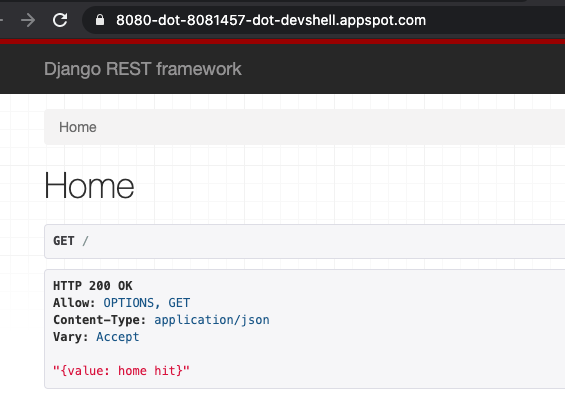 8080-dot-8081457-dot-devshell.appspot.com
Django REST framework
Home
Home
GET /
HTTP 200 OK
Allow: OPTIONS, GET
Content-Type: application/json
Vary: Accept
"{value: home hit}"